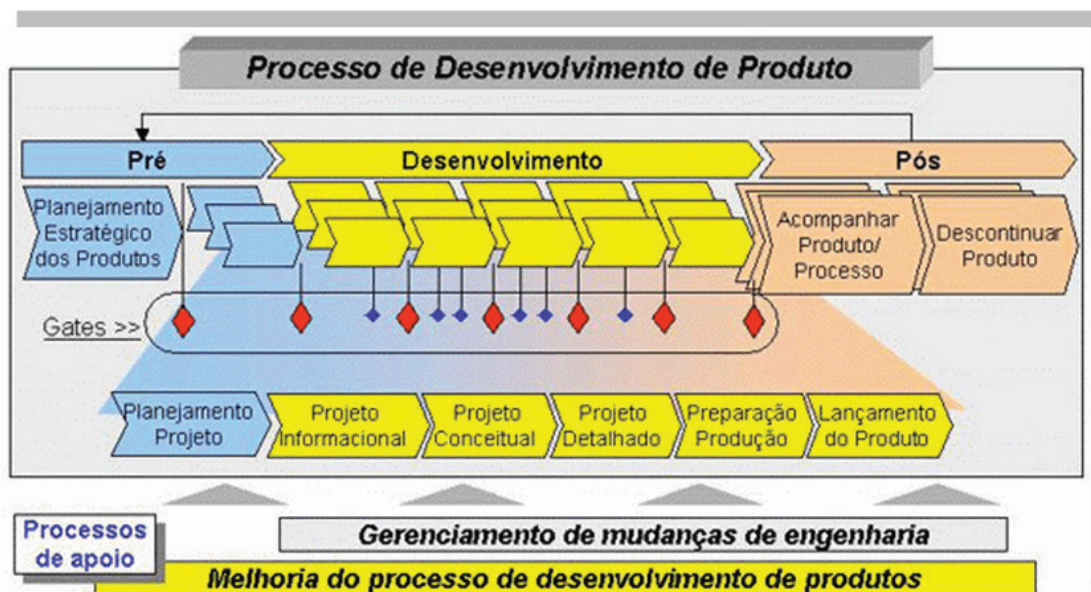 Processo de Desenvolvimento de Produto
Pré
Desenvolvimento
Pós
Planejamento
Estratégico
dos Produtos
Acompanhar
Produto/
Processo
Descontinuar
Produto
Gates >>
Planejamento
Projeto
Projeto
Informacional
Projeto
Conceitual
Projeto
Detalhado
Preparação
Produção
Lançamento
do Produto
Processos
de apoio
Gerenciamento de mudanças de engenharia
Melhoria do processo de desenvolvimento de produtos